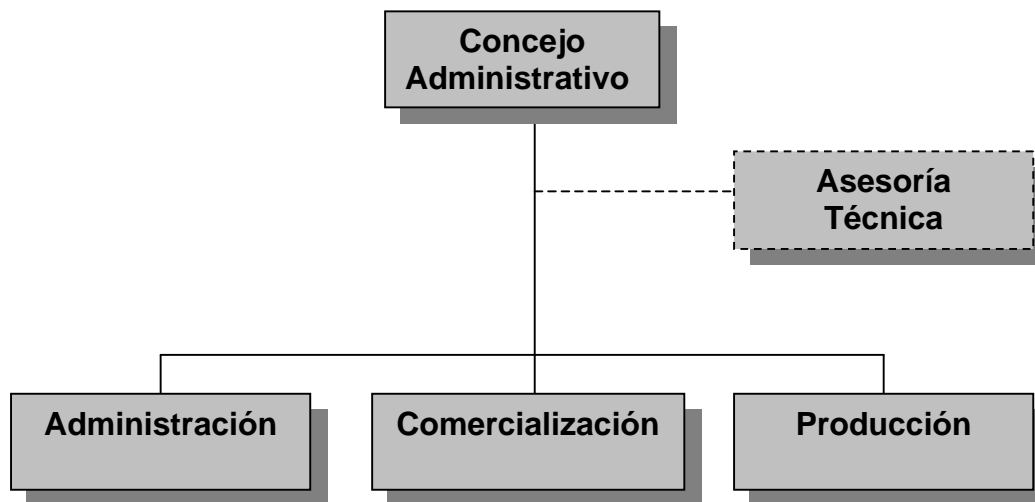 Concejo
Administrativo
Asesoría
Técnica
Administración
Comercialización
Producción